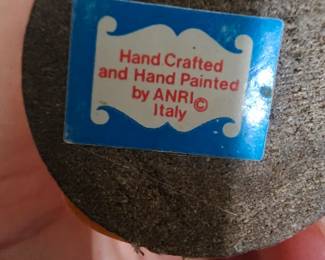 Hand Crafted
and Hand Painted
by ANRI©
Italy